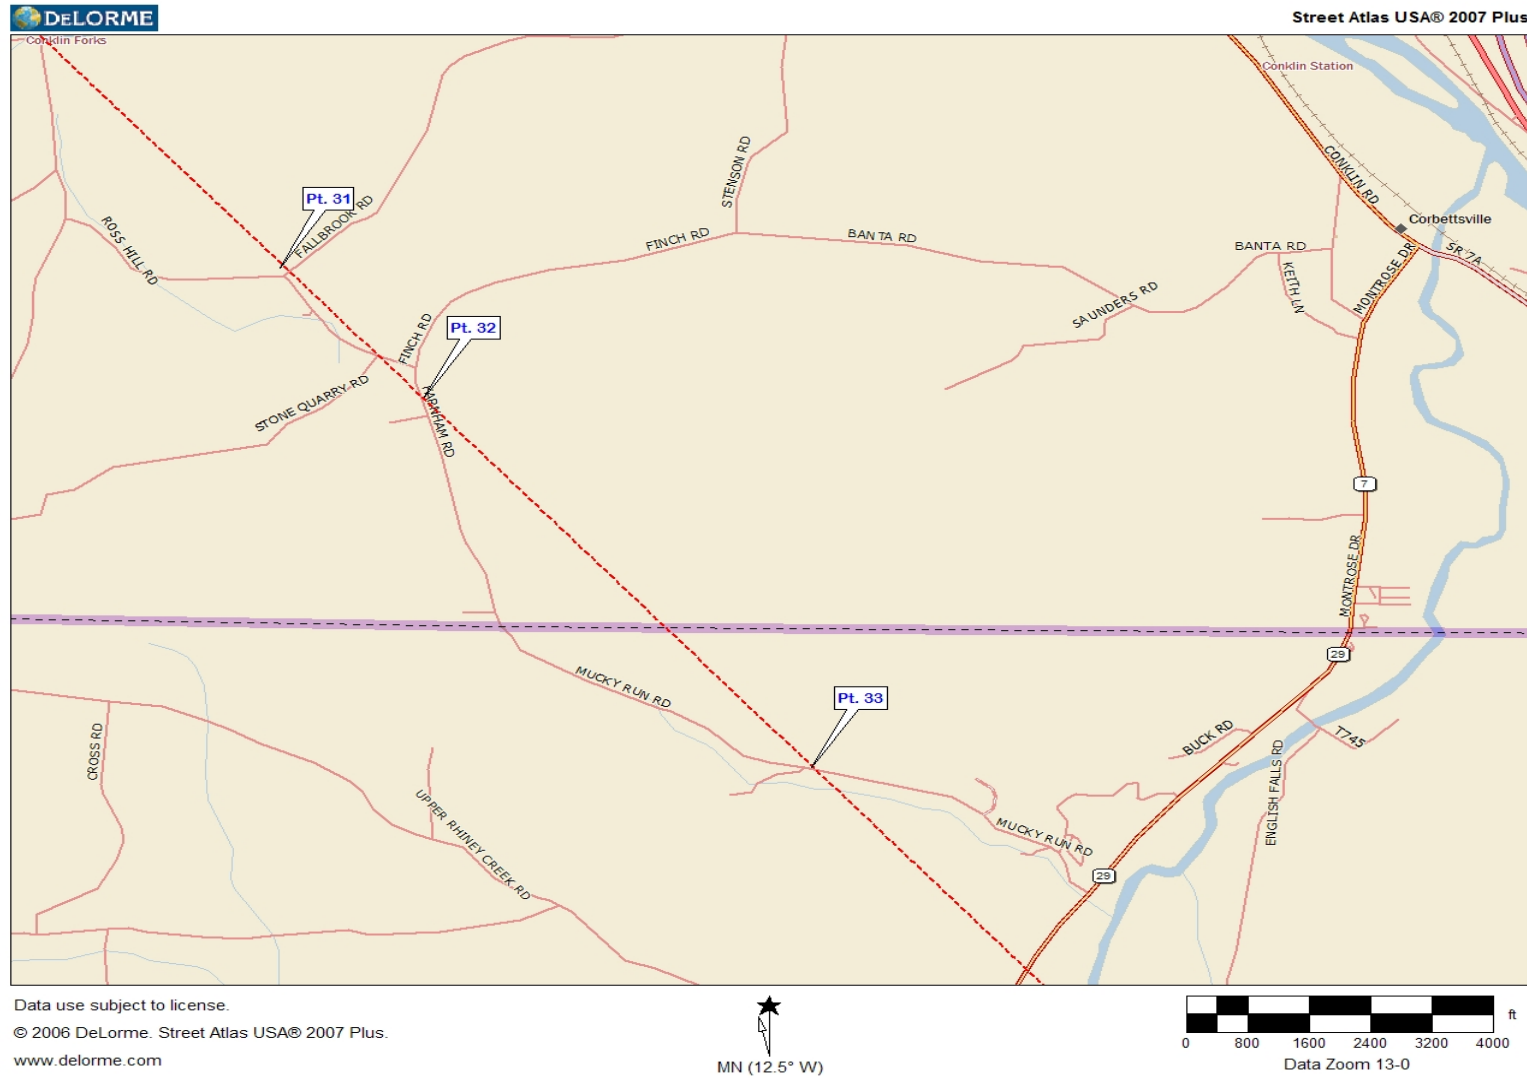 DELORME
Street Atlas USA® 2007 Plus
Conklin Forks
Conklin Station
CONKLIN RD
Corbettsville
SR 7A
STENSON RD
Pt. 31
FALLBROOK RD
ROSS HILL RD
FINCH RD
BANTA RD
BANTA RD
KEITH LN
MONTROSE DR
SAUNDERS RD
FINCH RD
Pt. 32
STONE QUARRY RD
FARNHAM RD
7
MONTROSE DR
29
MUCKY RUN RD
Pt. 33
CROSS RD
BUCK RD
T745
ENGLISH FALLS RD
UPPER RHINEY CREEK RD
MUCKY RUN RD
29
Data use subject to license.
© 2006 DeLorme. Street Atlas USA® 2007 Plus.
www.delorme.com
MN (12.5° W)
ft
0 800 1600 2400 3200 4000
Data Zoom 13-0